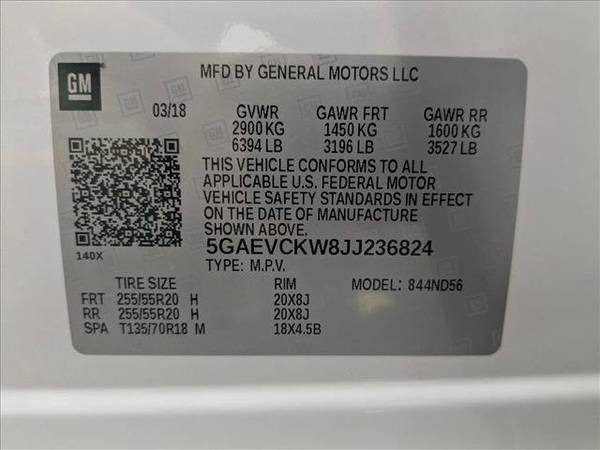 GM
MFD BY GENERAL MOTORS LLC
03/18 GVWR GAWR FRT GAWR RR
2900 KG 1450 KG 1600 KG
6394 LB 3196 LB 3527 LB
THIS VEHICLE CONFORMS TO ALL
APPLICABLE U.S. FEDERAL MOTOR
VEHICLE SAFETY STANDARDS IN EFFECT
ON THE DATE OF MANUFACTURE
SHOWN ABOVE.
140X
5GAEVCKW8JJ236824
TYPE: M.P.V.
TIRE SIZE RIM MODEL: 844ND56
FRT 255/55R20 H 20X8J
RR 255/55R20 H 20X8J
SPA T135/70R18 M 18X4.5B